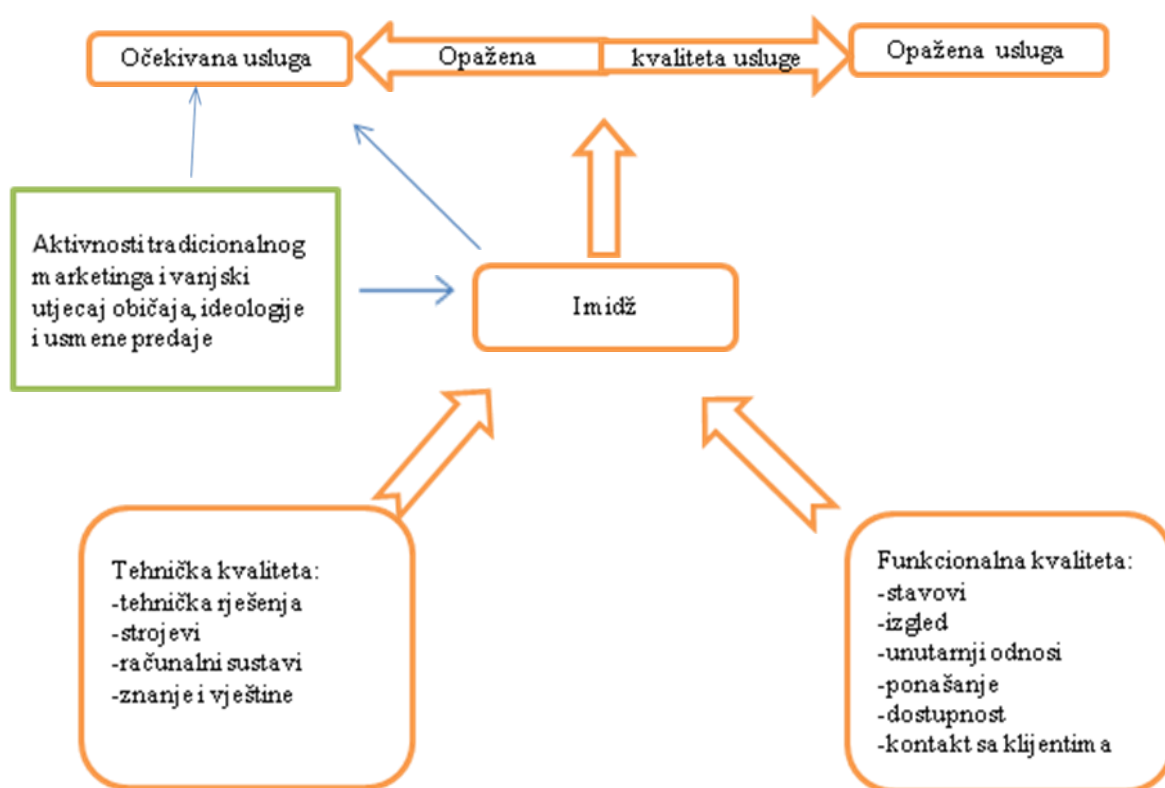 Očekivana usluga
Opažena
kvaliteta usluge
Opažena usluga
Aktivnosti tradicionalnog
marketinga i vanjski
utjecaj običaja, ideologije
i usmene predaje
Imidž
Tehnička kvaliteta:
-tehnička rješenja
-strojevi
-računalni sustavi
-znanje i vještine
Funkcionalna kvaliteta:
-stavovi
-izgled
-unutarnji odnosi
-ponašanje
-dostupnost
-kontakt sa klijentima